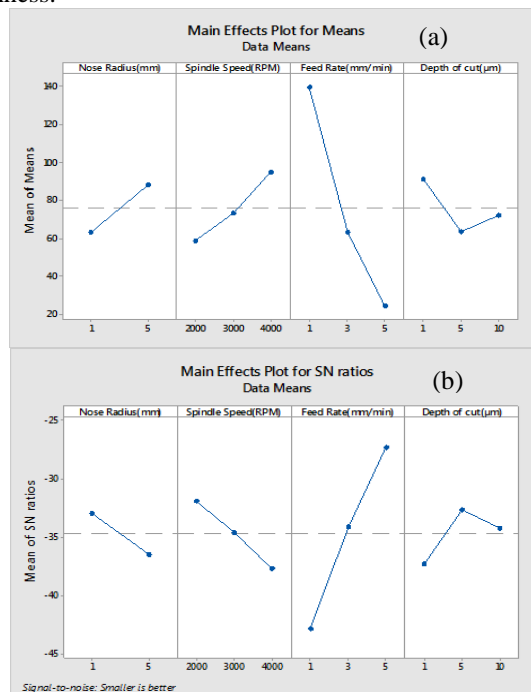 ness.
Main Effects Plot for Means (a)
Data Means
Nose Radius(mm) Spindle Speed(RPM) Feed Rate(mm/min) Depth of cut(µm)
Mean of Means
140
120
100
80
60
40
20
1 5 2000 3000 4000 1 3 5 1 5 10
Main Effects Plot for SN ratios (b)
Data Means
Nose Radius(mm) Spindle Speed(RPM) Feed Rate(mm/min) Depth of cut(µm)
Mean of SN ratios
-25
-30
-35
-40
-45
1 5 2000 3000 4000 1 3 5 1 5 10
Signal-to-noise: Smaller is better